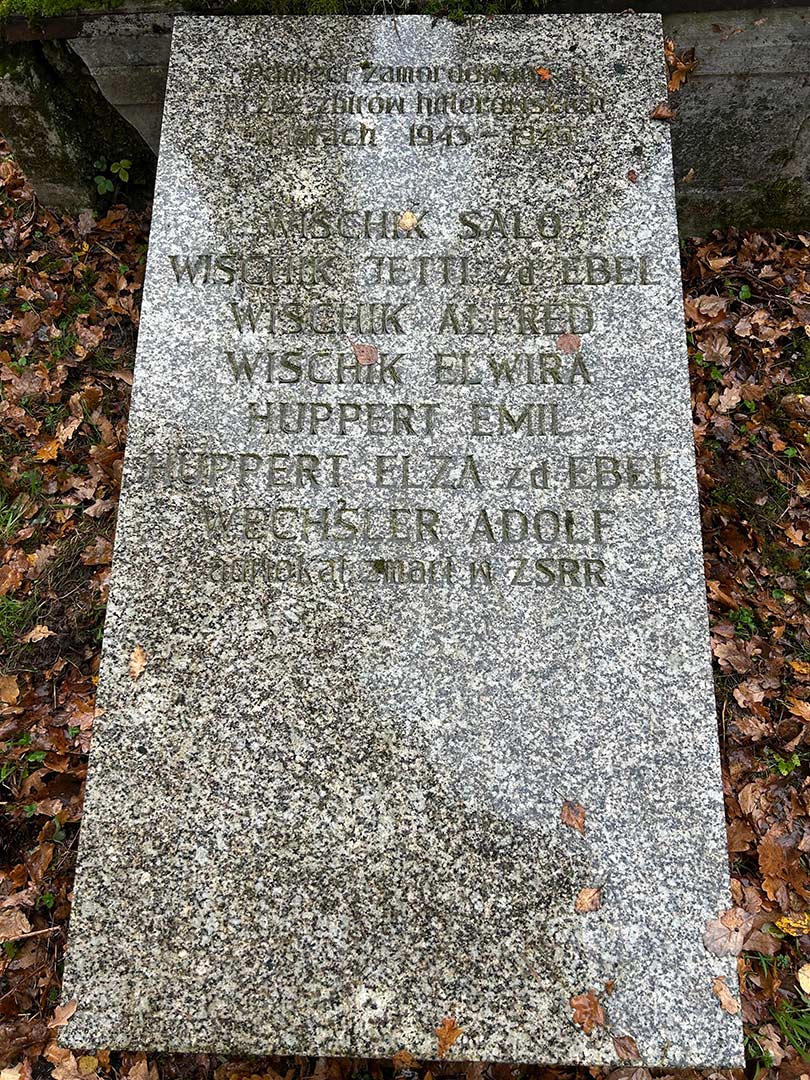 Pamięci zamordowanych
przez zbirów hitlerowskich
w latach 1943 – 1945
WISCHIK SALO
WISCHIK JETTI zd EBEL
WISCHIK ALFRED
WISCHIK ELWIRA
HUPPERT EMIL
HUPPERT ELZA zd EBEL
WECHSLER ADOLF
adwokat zmarł w ZSRR